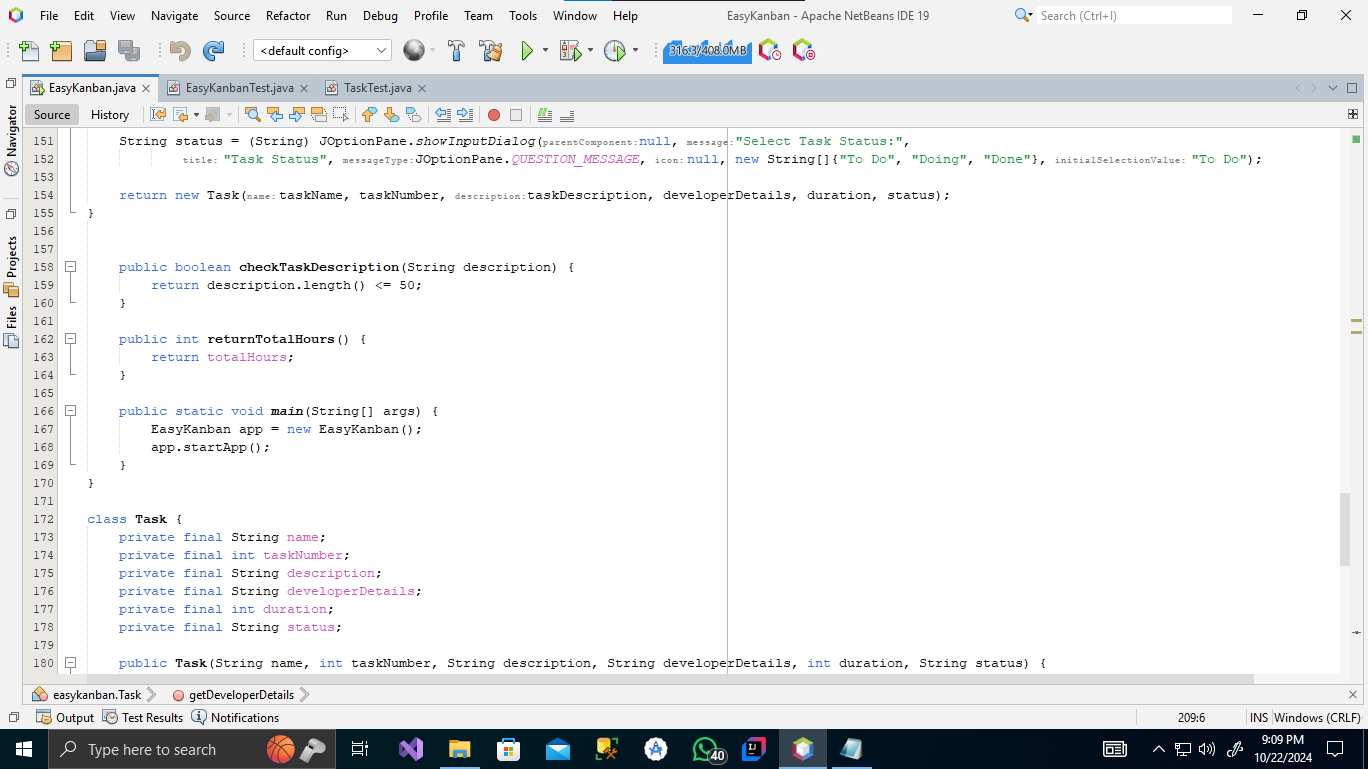 File Edit View Navigate Source Refactor Run Debug Profile Team Tools Window Help EasyKanban - Apache NetBeans IDE 19 Search (Ctrl+I)
<default config> 316.3/408.0MB
EasyKanban.java EasyKanbanTest.java TaskTest.java
Source History
Navigator
Projects
Files
151 String status = (String) JOptionPane.showInputDialog(parentComponent:null, message:"Select Task Status:",
152 title: "Task Status", messageType:JOptionPane.QUESTION_MESSAGE, icon:null, new String[]{"To Do", "Doing", "Done"}, initialSelectionValue: "To Do");
153
154 return new Task(name:taskName, taskNumber, description:taskDescription, developerDetails, duration, status);
155 }
156
157
158 public boolean checkTaskDescription(String description) {
159 return description.length() <= 50;
160 }
161
162 public int returnTotalHours() {
163 return totalHours;
164 }
165
166 public static void main(String[] args) {
167 EasyKanban app = new EasyKanban();
168 app.startApp();
169 }
170 }
171
172 class Task {
173 private final String name;
174 private final int taskNumber;
175 private final String description;
176 private final String developerDetails;
177 private final int duration;
178 private final String status;
179
180 public Task(String name, int taskNumber, String description, String developerDetails, int duration, String status) {
easykanban.Task getDeveloperDetails
Output Test Results Notifications 209:6 INS Windows (CRLF)
Type here to search 40 9:09 PM
10/22/2024